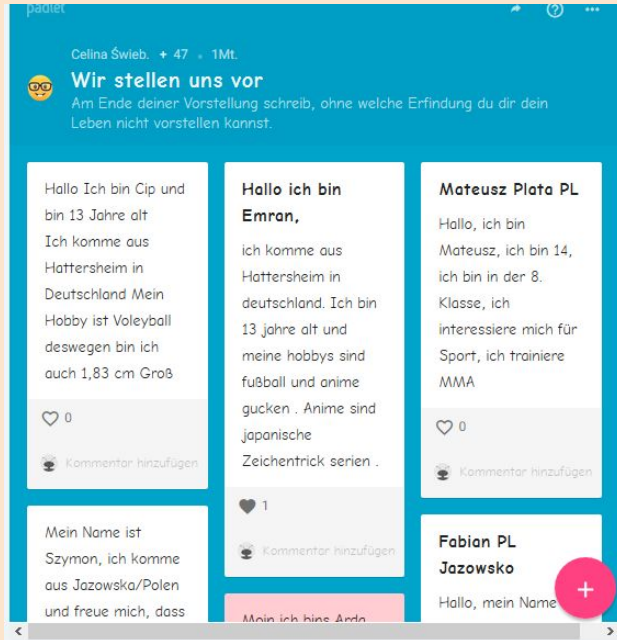 padlet
Celina Świeb. + 47 • 1Mt.
Wir stellen uns vor
Am Ende deiner Vorstellung schreib, ohne welche Erfindung du dir dein
Leben nicht vorstellen kannst.
Hallo Ich bin Cip und
bin 13 Jahre alt
Ich komme aus
Hattersheim in
Deutschland Mein
Hobby ist Voleyball
deswegen bin ich
auch 1,83 cm Groß
0
Kommentar hinzufügen
Mein Name ist
Szymon, ich komme
aus Jazowska/Polen
und freue mich, dass
Hallo ich bin
Emran,
ich komme aus
Hattersheim in
deutschland. Ich bin
13 jahre alt und
meine hobbys sind
fußball und anime
gucken . Anime sind
japanische
Zeichentrick serien .
1
Kommentar hinzufügen
Moin ich bins Arda
Mateusz Plata PL
Hallo, ich bin
Mateusz, ich bin 14,
ich bin in der 8.
Klasse, ich
interessiere mich für
Sport, ich trainiere
MMA
0
Kommentar hinzufügen
Fabian PL
Jazowsko
Hallo, mein Name